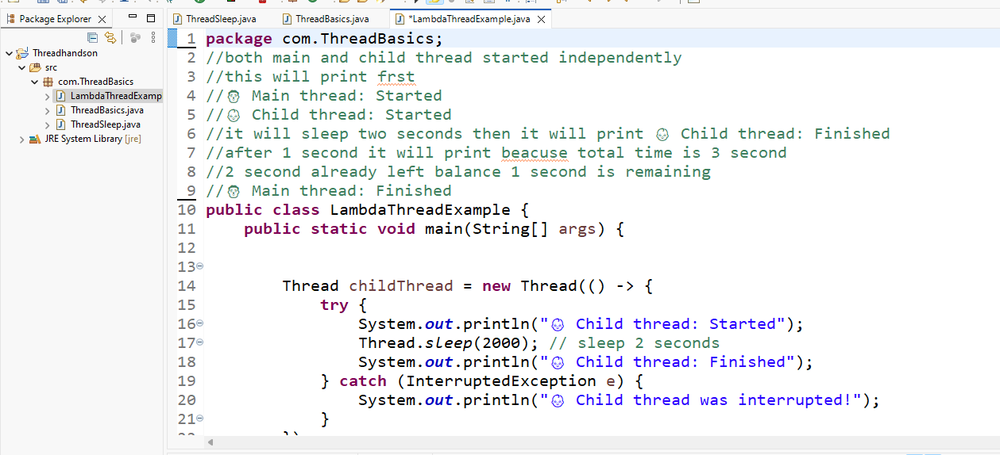 ThreadSleep.java
ThreadBasics.java
*LambdaThreadExample.java
Package Explorer
Threadhandson
src
com.ThreadBasics
LambdaThreadExamp
ThreadBasics.java
ThreadSleep.java
JRE System Library [jre]
1 package com.ThreadBasics;
2 //both main and child thread started independently
3 //this will print frst
4 //👨 Main thread: Started
5 //👶 Child thread: Started
6 //it will sleep two seconds then it will print 👶 Child thread: Finished
7 //after 1 second it will print beacuse total time is 3 second
8 //2 second already left balance 1 second is remaining
9 //👨 Main thread: Finished
10 public class LambdaThreadExample {
11     public static void main(String[] args) {
12
13
14         Thread childThread = new Thread(() -> {
15             try {
16                 System.out.println("👶 Child thread: Started");
17                 Thread.sleep(2000); // sleep 2 seconds
18                 System.out.println("👶 Child thread: Finished");
19             } catch (InterruptedException e) {
20                 System.out.println("👶 Child thread was interrupted!");
21             }